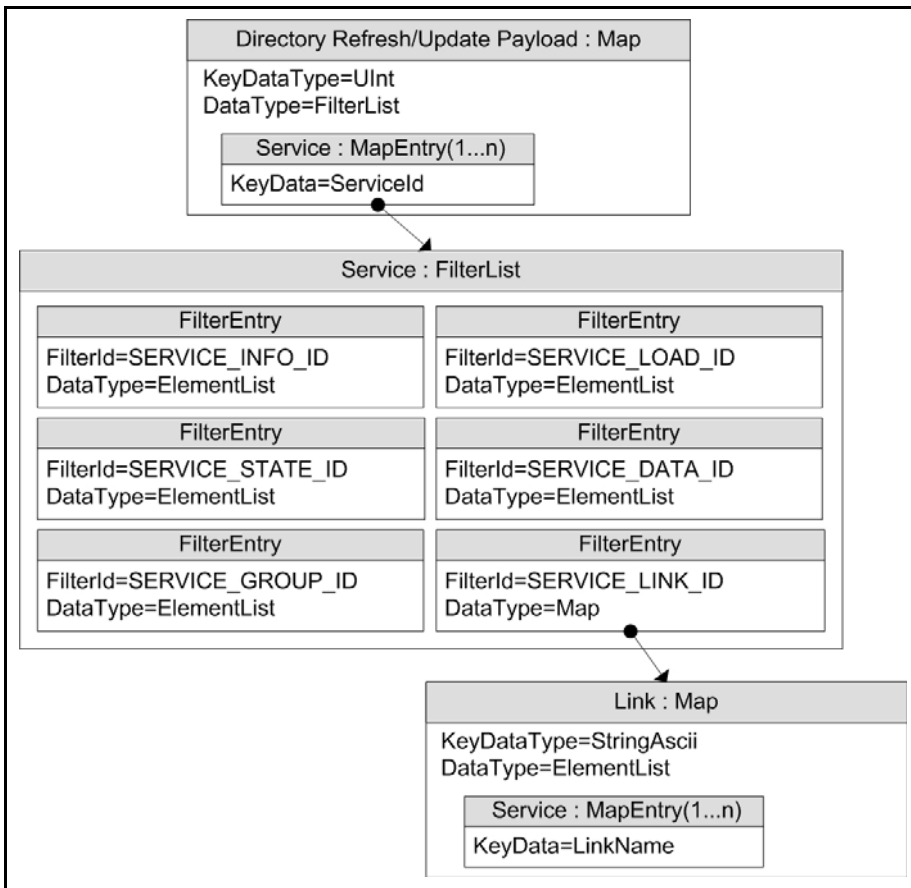 Directory Refresh/Update Payload : Map
KeyDataType=UInt
DataType=FilterList
Service : MapEntry(1...n)
KeyData=ServiceId
Service : FilterList
FilterEntry
FilterId=SERVICE_INFO_ID
DataType=ElementList
FilterEntry
FilterId=SERVICE_LOAD_ID
DataType=ElementList
FilterEntry
FilterId=SERVICE_STATE_ID
DataType=ElementList
FilterEntry
FilterId=SERVICE_DATA_ID
DataType=ElementList
FilterEntry
FilterId=SERVICE_GROUP_ID
DataType=ElementList
FilterEntry
FilterId=SERVICE_LINK_ID
DataType=Map
Link : Map
KeyDataType=StringAscii
DataType=ElementList
Service : MapEntry(1...n)
KeyData=LinkName